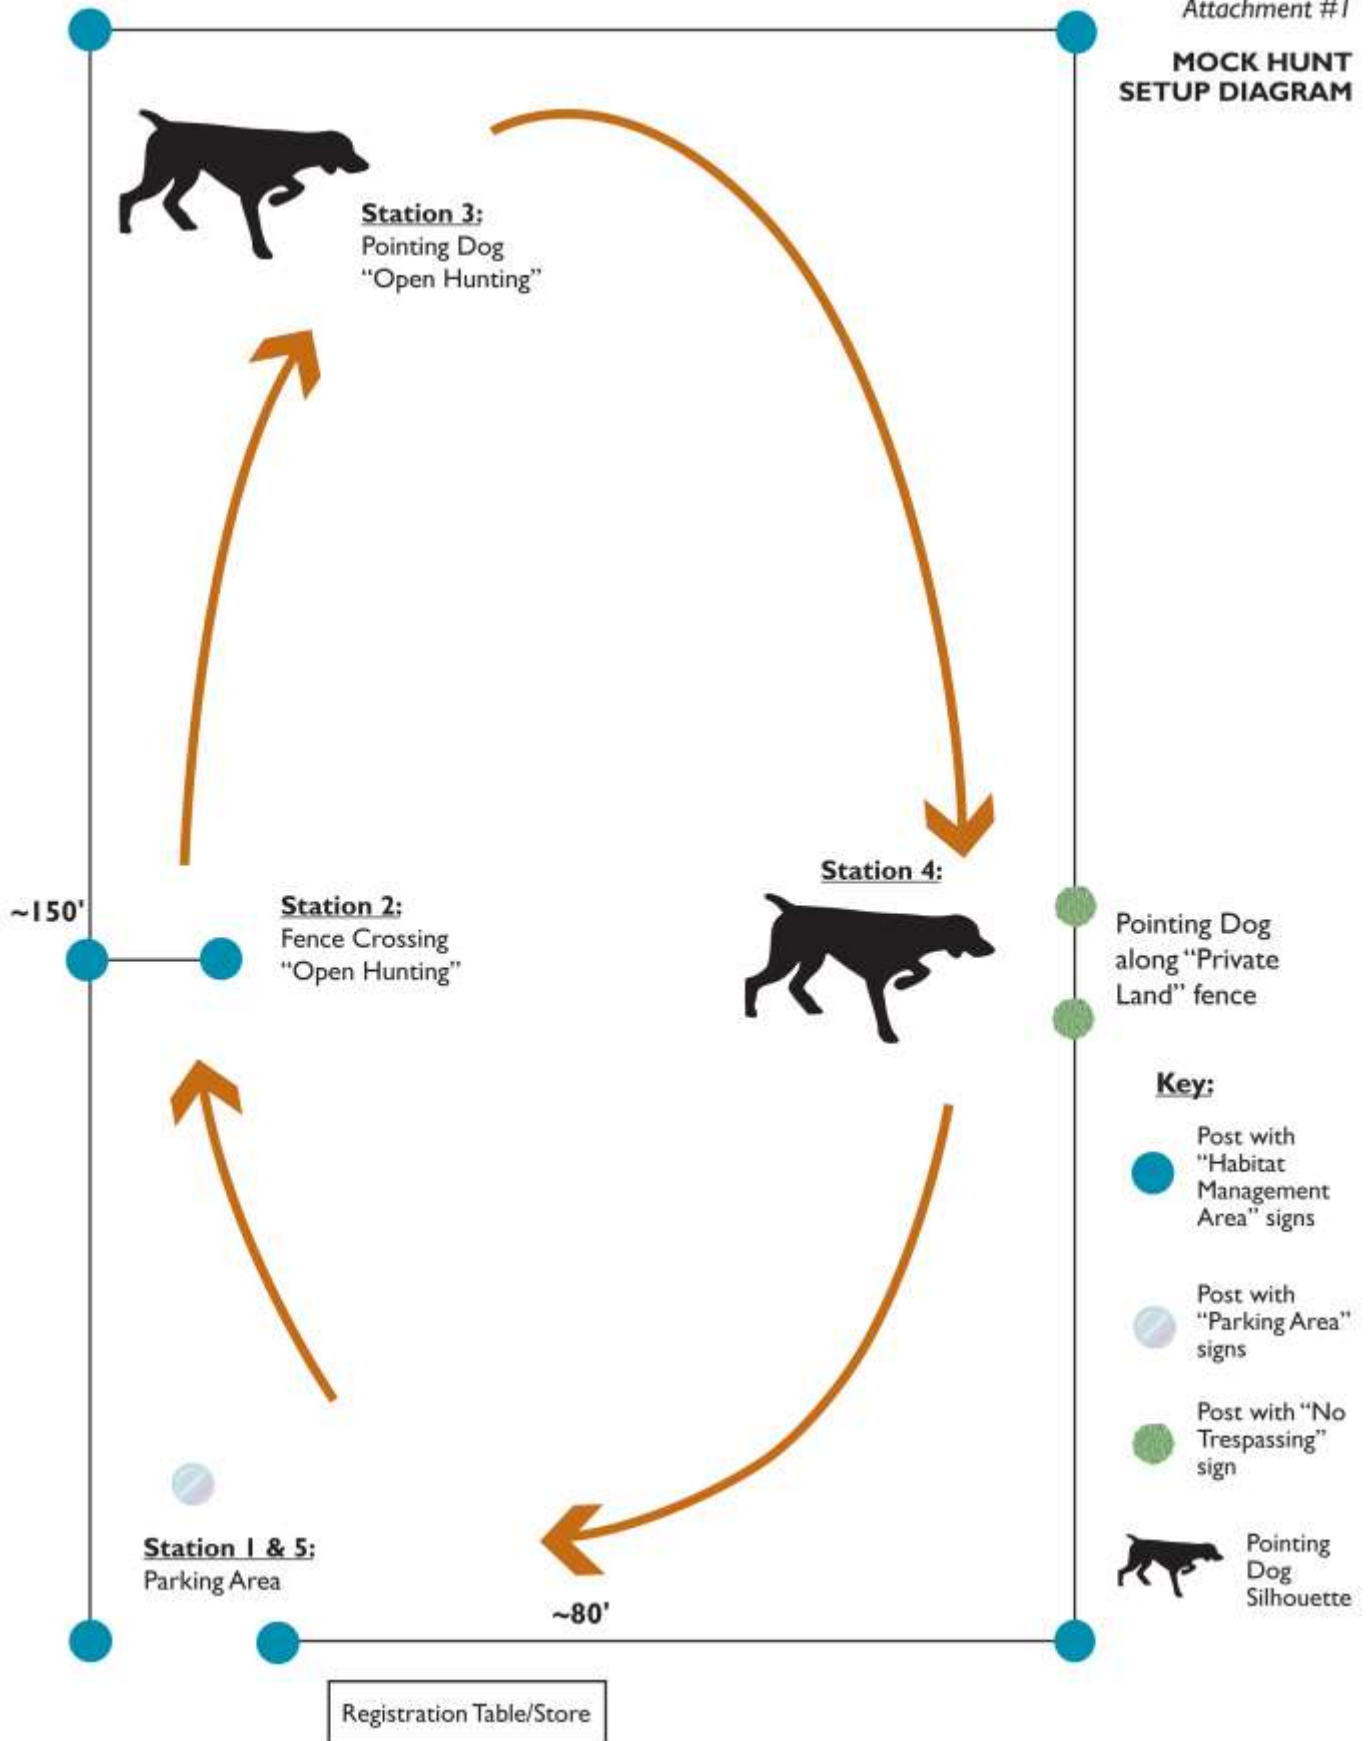 Attachment #1
MOCK HUNT
SETUP DIAGRAM
Station 3:
Pointing Dog
“Open Hunting”
Station 4:
~150'
Station 2:
Fence Crossing
“Open Hunting”
Pointing Dog
along “Private
Land” fence
Key:
Post with
“Habitat
Management
Area” signs
Post with
“Parking Area”
signs
Post with “No
Trespassing”
sign
Pointing
Dog
Silhouette
Station 1 & 5:
Parking Area
~80'
Registration Table/Store